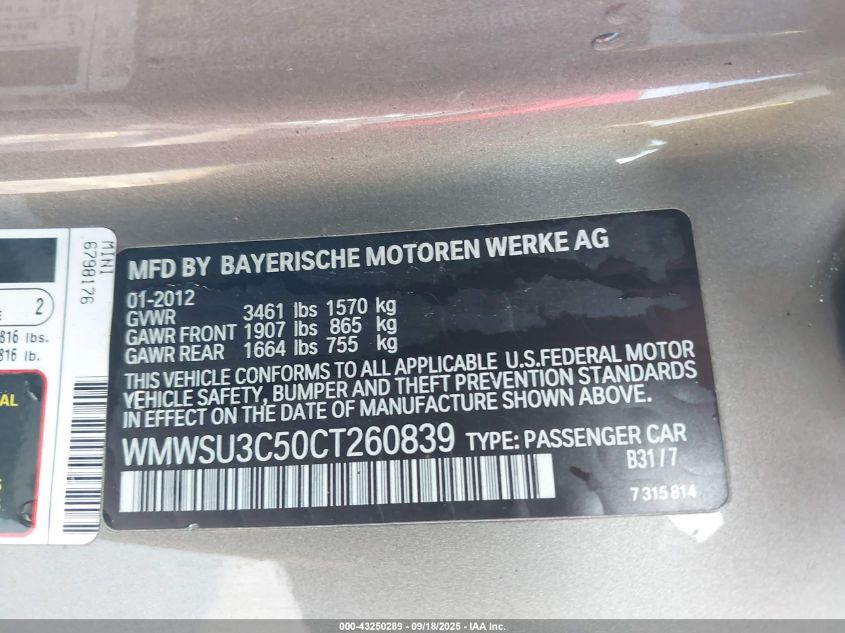 MFD BY BAYERISCHE MOTOREN WERKE AG
01-2012
GVWR 3461 lbs 1570 kg
GAWR FRONT 1907 lbs 865 kg
GAWR REAR 1664 lbs 755 kg
THIS VEHICLE CONFORMS TO ALL APPLICABLE U.S.FEDERAL MOTOR
VEHICLE SAFETY, BUMPER AND THEFT PREVENTION STANDARDS
IN EFFECT ON THE DATE OF MANUFACTURE SHOWN ABOVE.
WMWSU3C50CT260839 TYPE: PASSENGER CAR
B31/7
7 315 814
MINI
6798176
2
816 lbs.
816 lb.
000-43250289 - 09/18/2025 - IAA Inc.